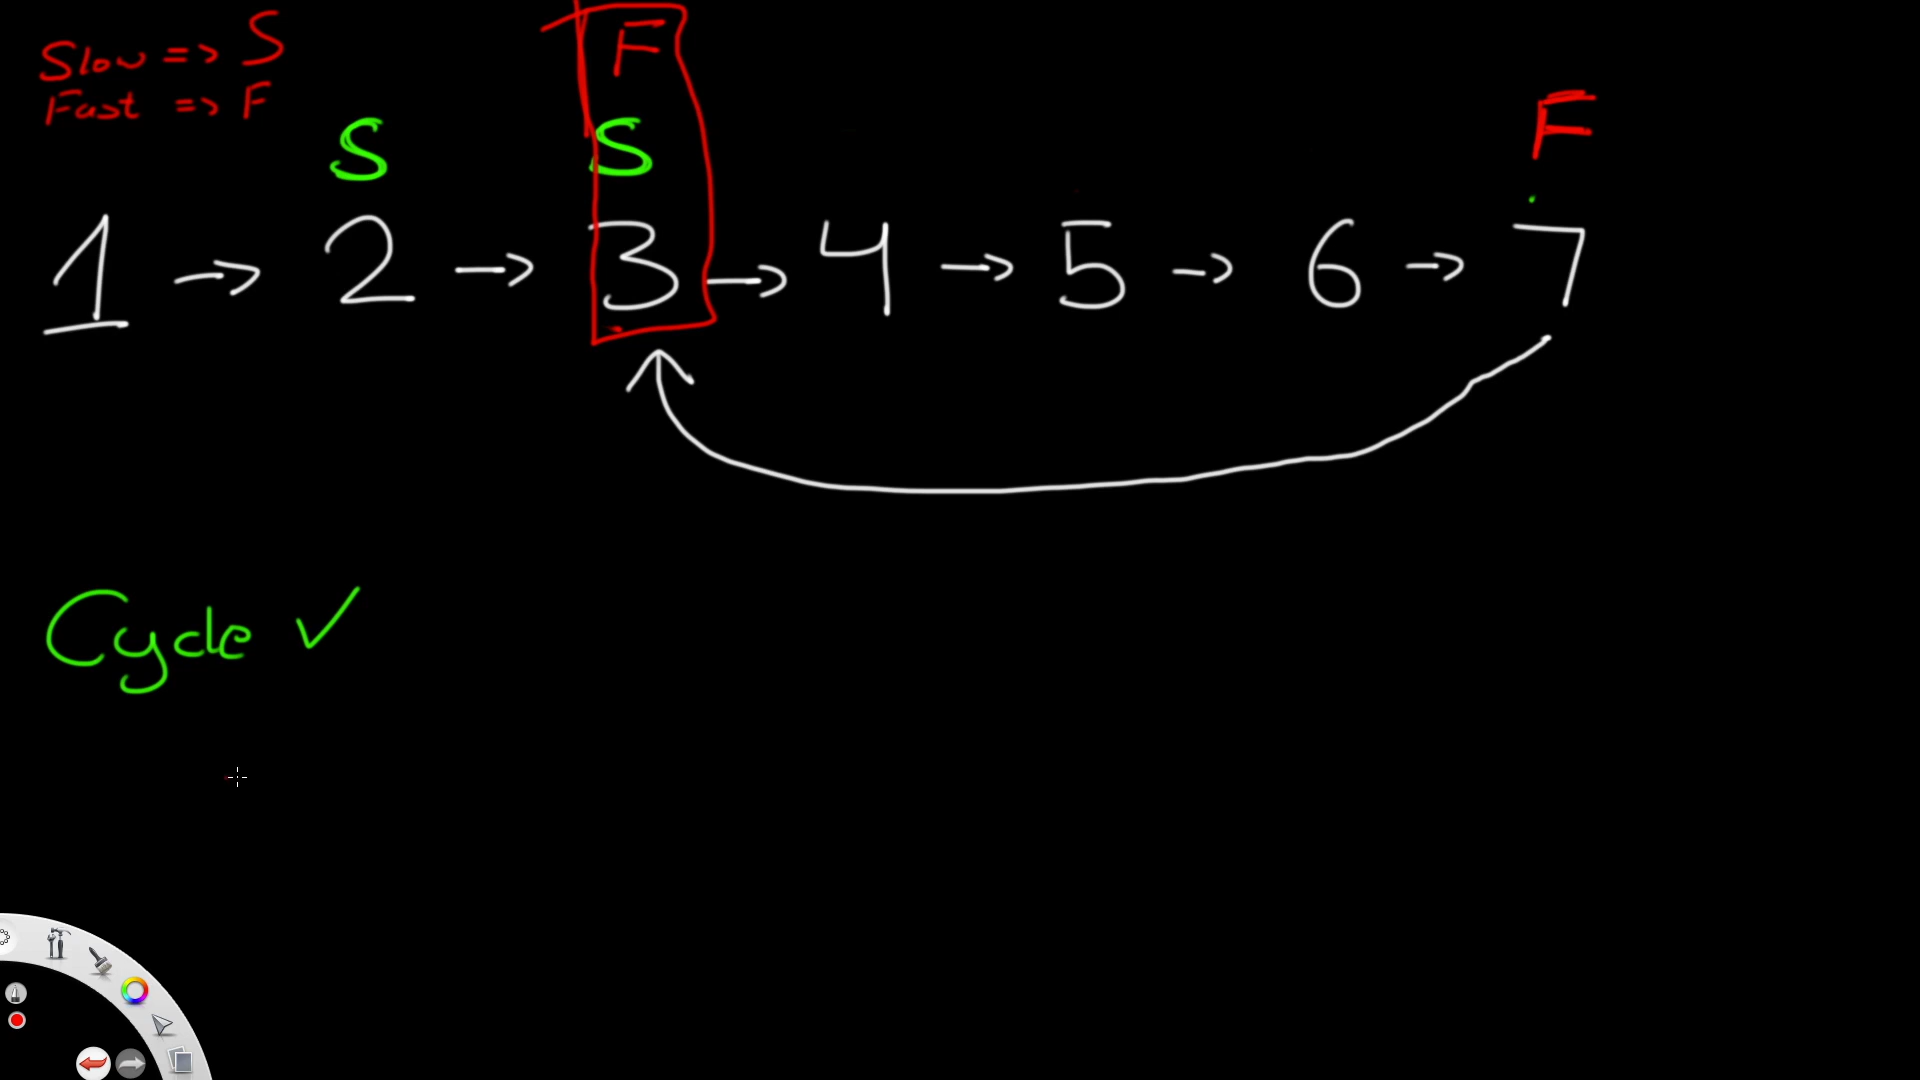 Slow => S
Fast => F
F
F
S
S
1 -> 2 -> 3 -> 4 -> 5 -> 6 -> 7
Cycle ✓